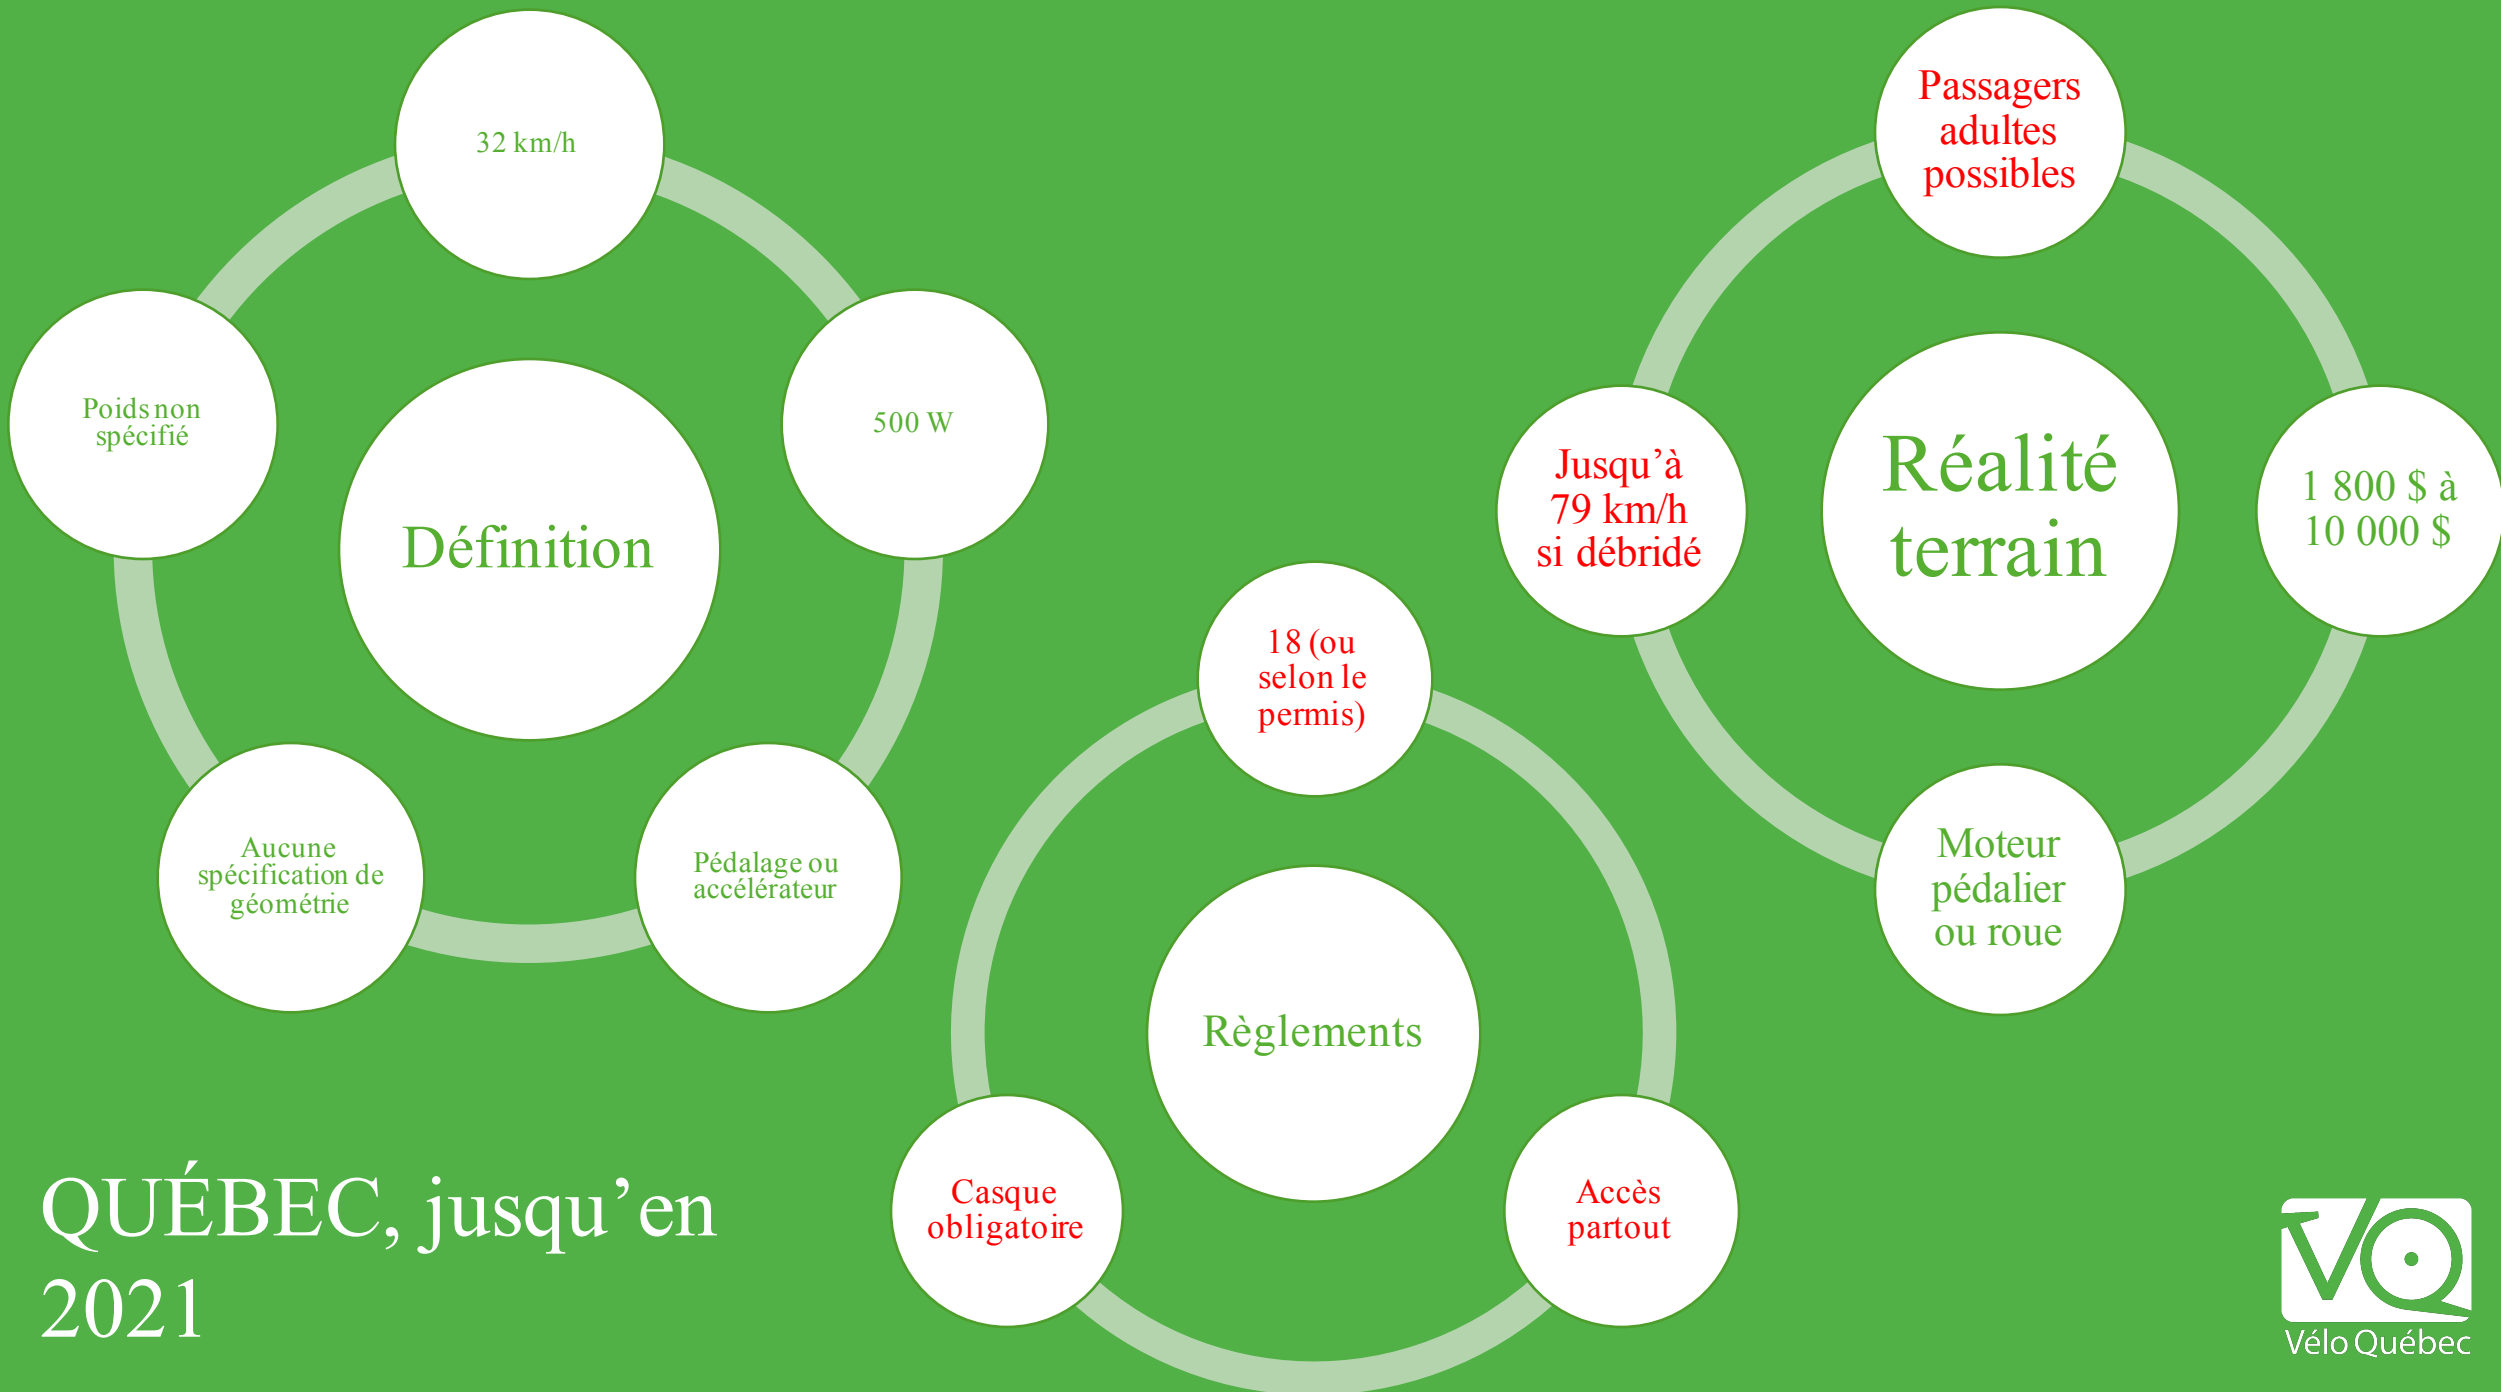 Définition
32 km/h
500 W
Pédalage ou
accélérateur
Aucune
spécification de
géométrie
Poids non
spécifié
Règlements
18 (ou
selon le
permis)
Accès
partout
Casque
obligatoire
Réalité
terrain
Passagers
adultes
possibles
1 800 $ à
10 000 $
Moteur
pédalier
ou roue
Jusqu’à
79 km/h
si débridé
QUÉBEC, jusqu’en
2021
VQ
Vélo Québec